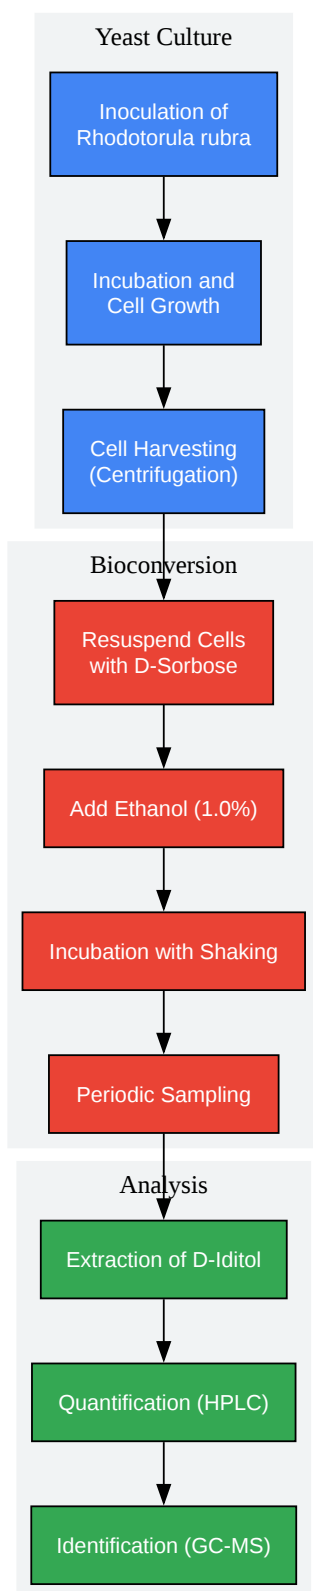 Yeast Culture
Inoculation of
Rhodotorula rubra
Incubation and
Cell Growth
Cell Harvesting
(Centrifugation)
Bioconversion
Resuspend Cells
with D-Sorbose
Add Ethanol (1.0%)
Incubation with Shaking
Periodic Sampling
Analysis
Extraction of D-Iditol
Quantification (HPLC)
Identification (GC-MS)